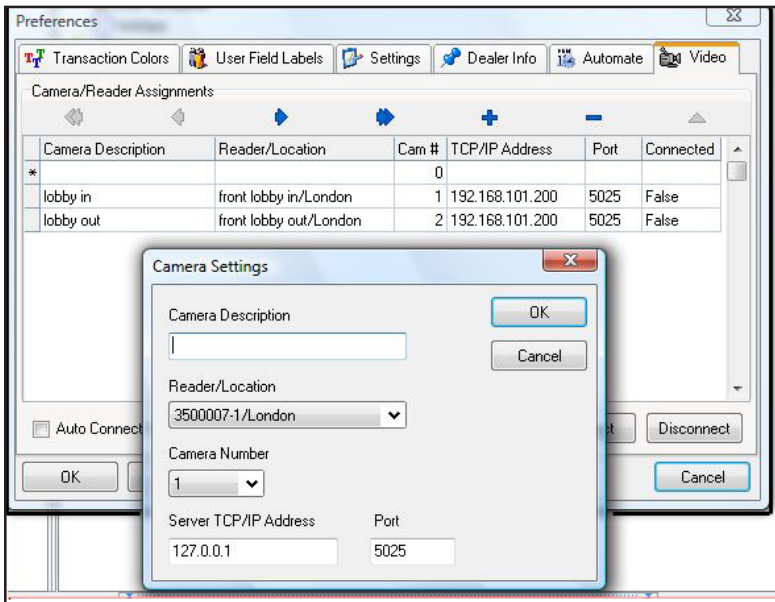 Preferences
Transaction Colors User Field Labels Settings Dealer Info Automate Video
Camera/Reader Assignments
Camera Description Reader/Location Cam # TCP/IP Address Port Connected
* 0
lobby in front lobby in/London 1 192.168.101.200 5025 False
lobby out front lobby out/London 2 192.168.101.200 5025 False
Camera Settings
Camera Description
OK
Cancel
Reader/Location
3500007-1/London
Camera Number
1
Server TCP/IP Address Port
127.0.0.1 5025
Auto Connect Disconnect
OK Cancel